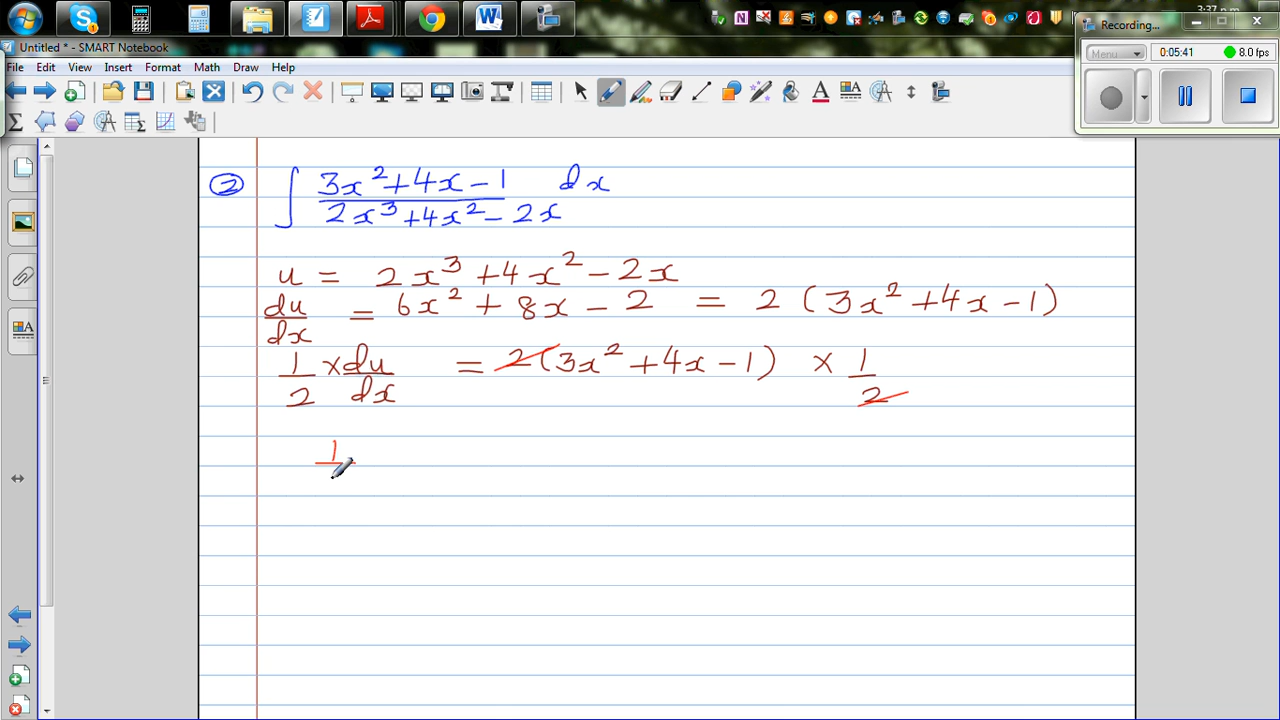 3:37 p.m.
Recording...
Untitled * - SMART Notebook
File Edit View Insert Format Math Draw Help
Menu 0:05:41 8.0 fps
② ∫ (3x² + 4x − 1)/(2x³ + 4x² − 2x) dx
u = 2x³ + 4x² − 2x
du/dx = 6x² + 8x − 2 = 2 (3x² + 4x − 1)
1/2 × du/dx = 2(3x² + 4x − 1) × 1/2
1